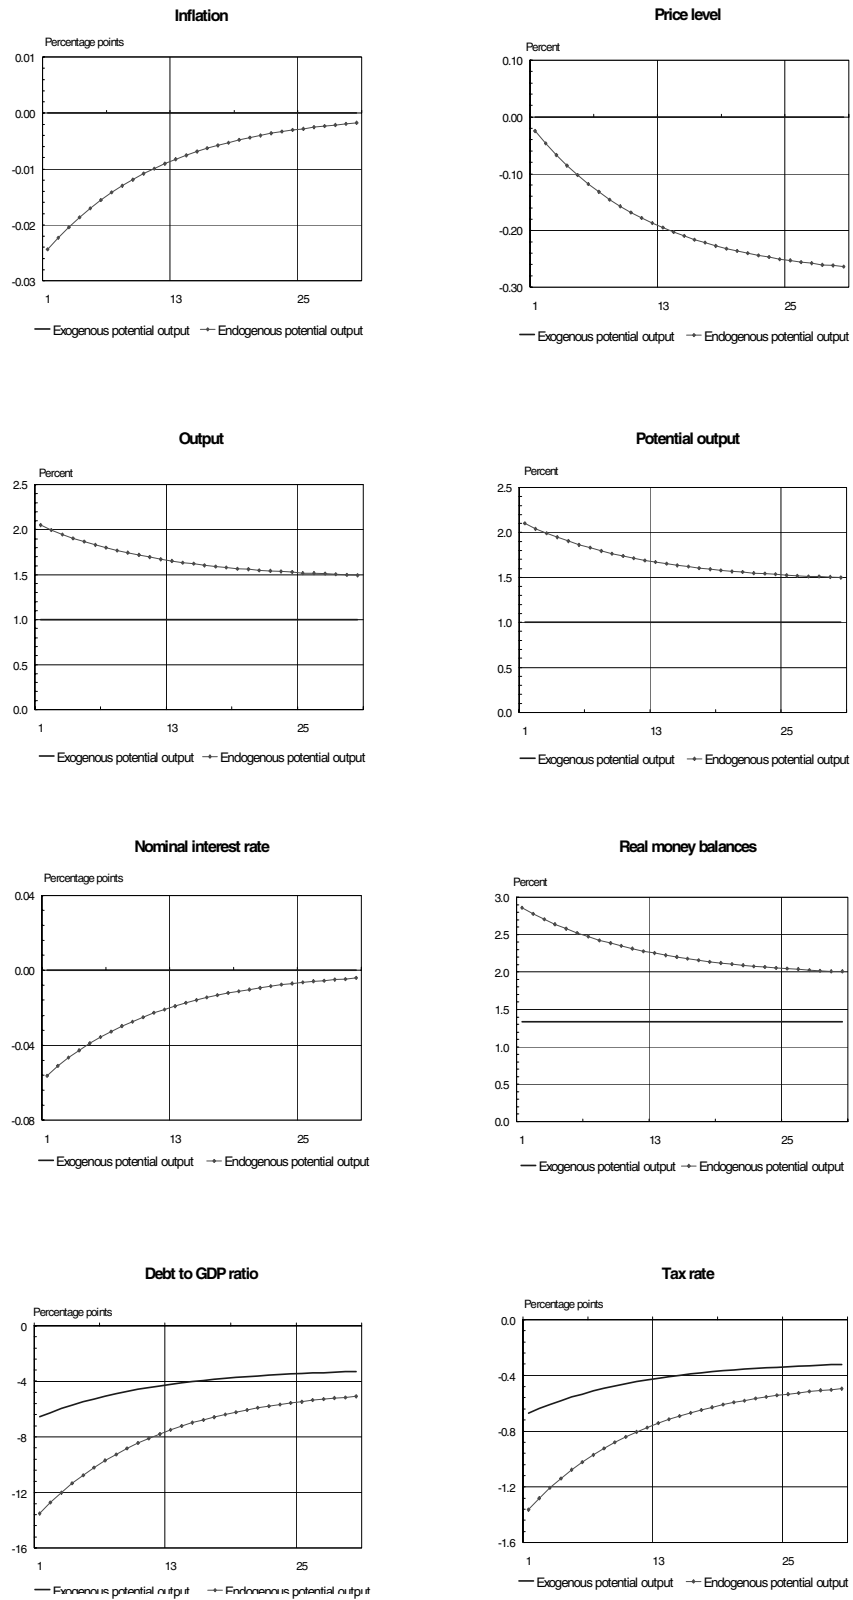 Inflation
Percentage points
0.01
0.00
-0.01
-0.02
-0.03
1 13 25
Exogenous potential output Endogenous potential output
Price level
Percent
0.10
0.00
-0.10
-0.20
-0.30
1 13 25
Exogenous potential output Endogenous potential output
Output
Percent
2.5
2.0
1.5
1.0
0.5
0.0
1 13 25
Exogenous potential output Endogenous potential output
Potential output
Percent
2.5
2.0
1.5
1.0
0.5
0.0
1 13 25
Exogenous potential output Endogenous potential output
Nominal interest rate
Percentage points
0.04
0.00
-0.04
-0.08
1 13 25
Exogenous potential output Endogenous potential output
Real money balances
Percent
3.0
2.5
2.0
1.5
1.0
0.5
0.0
1 13 25
Exogenous potential output Endogenous potential output
Debt to GDP ratio
Percentage points
0
-4
-8
-12
-16
1 13 25
Exogenous potential output Endogenous potential output
Tax rate
Percentage points
0.0
-0.4
-0.8
-1.2
-1.6
1 13 25
Exogenous potential output Endogenous potential output